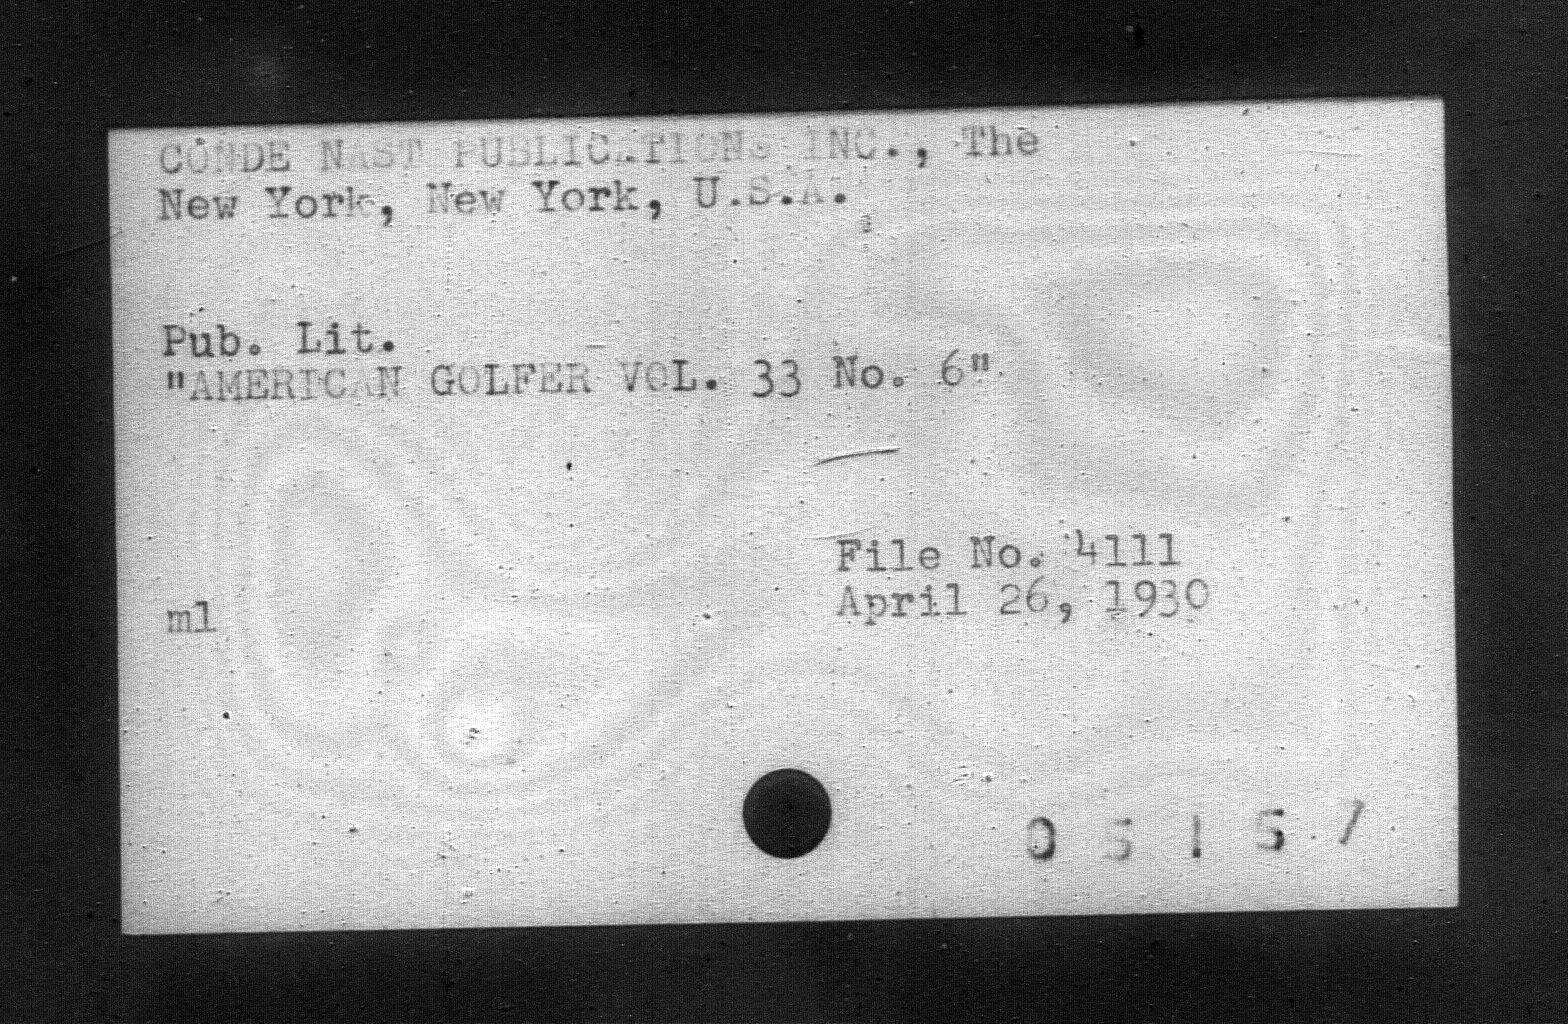 CONDE NAST PUBLICATIONS INC., The
New York, New York, U.S.A.
Pub. Lit.
"AMERICAN GOLFER VOL. 33 No. 6"
File No. 4111
April 26, 1930
ml
0 5 1 5 7